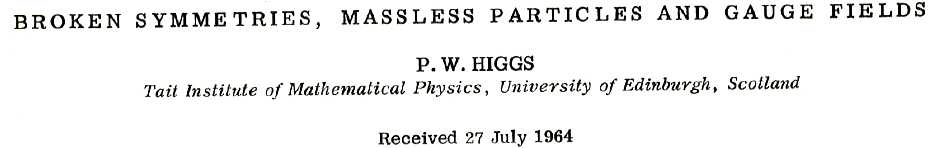 BROKEN SYMMETRIES, MASSLESS PARTICLES AND GAUGE FIELDS
P. W. HIGGS
Tait Institute of Mathematical Physics, University of Edinburgh, Scotland
Received 27 July 1964